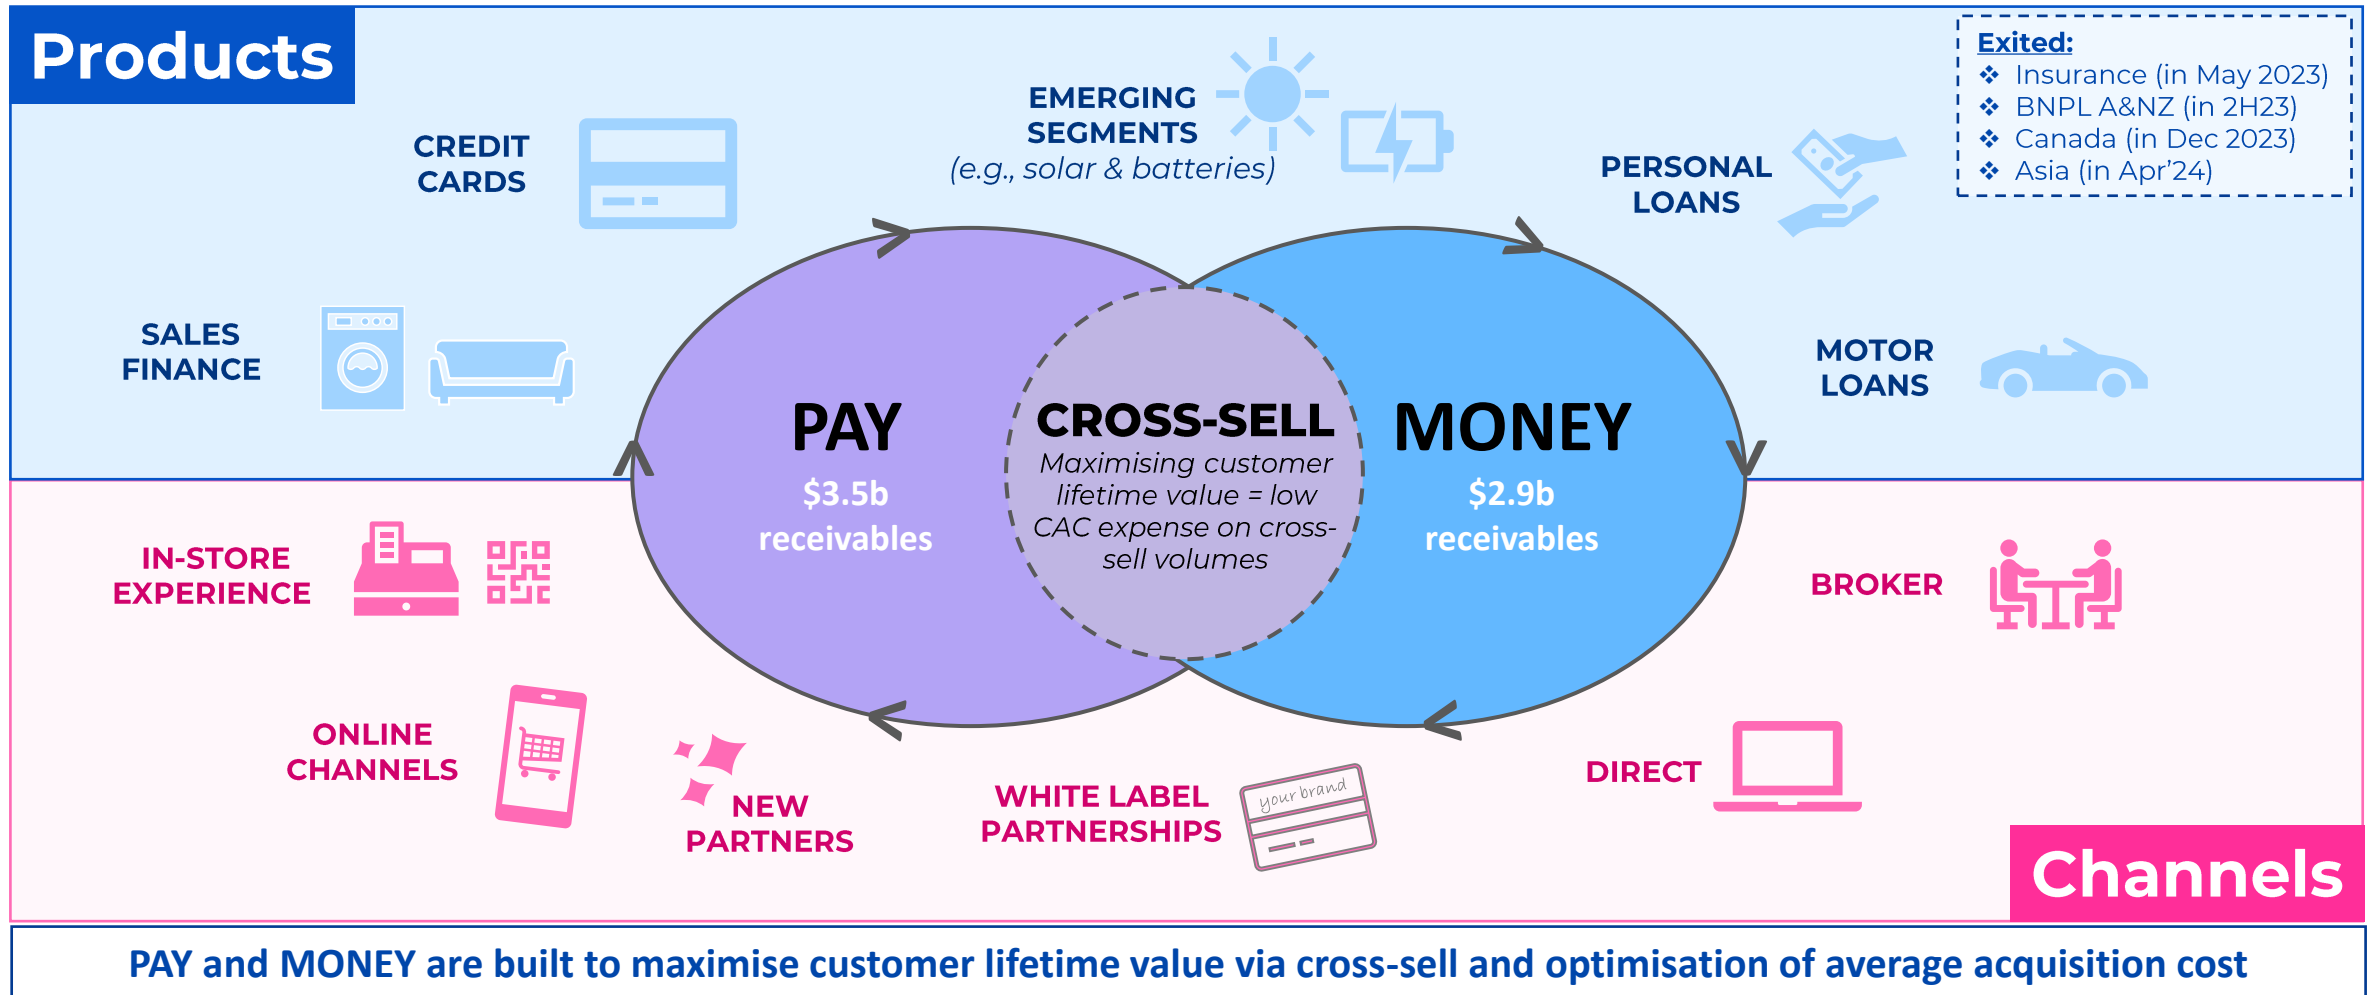 Products
Exited:
❖ Insurance (in May 2023)
❖ BNPL A&NZ (in 2H23)
❖ Canada (in Dec 2023)
❖ Asia (in Apr'24)
CREDIT
CARDS
EMERGING
SEGMENTS
(e.g., solar & batteries)
PERSONAL
LOANS
SALES
FINANCE
MOTOR
LOANS
PAY
$3.5b
receivables
CROSS-SELL
Maximising customer
lifetime value = low
CAC expense on cross-
sell volumes
MONEY
$2.9b
receivables
IN-STORE
EXPERIENCE
BROKER
ONLINE
CHANNELS
NEW
PARTNERS
WHITE LABEL
PARTNERSHIPS
your brand
DIRECT
Channels
PAY and MONEY are built to maximise customer lifetime value via cross-sell and optimisation of average acquisition cost